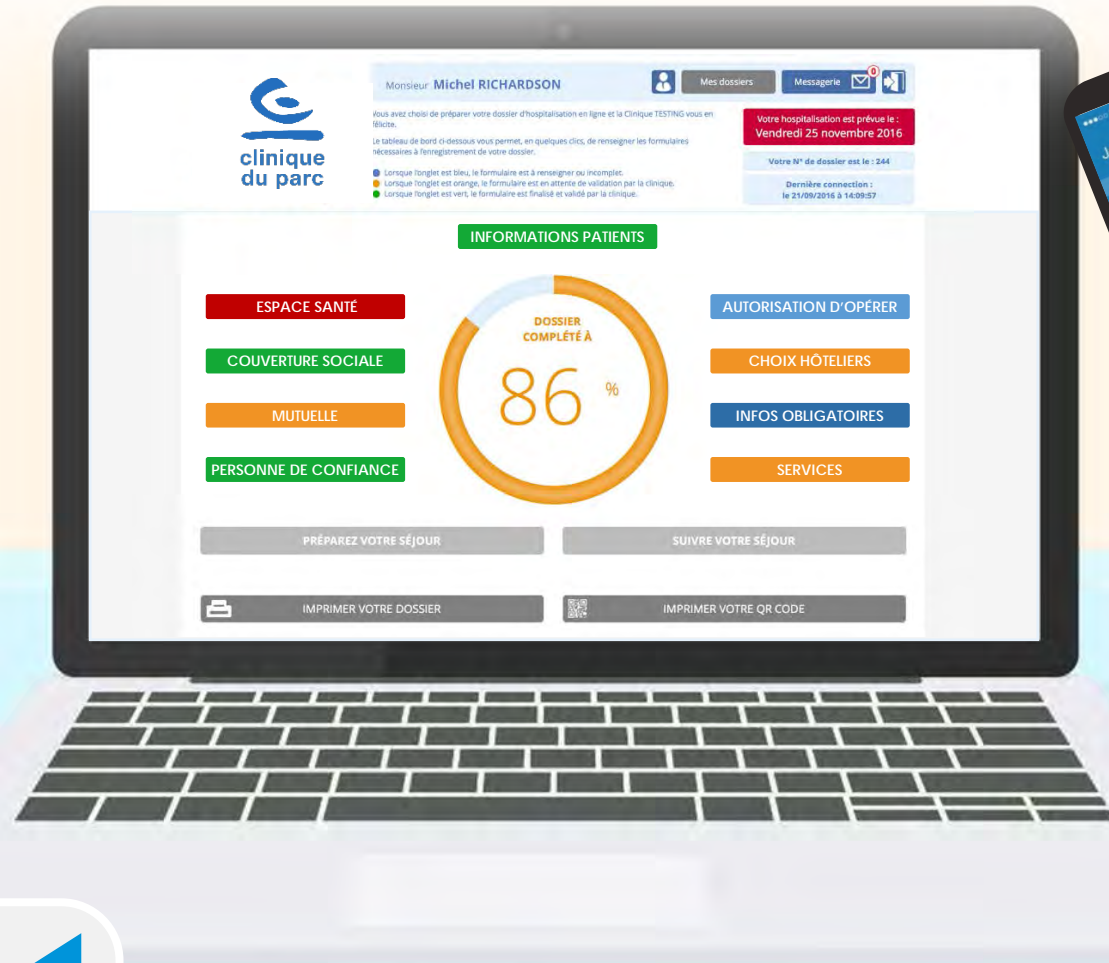 clinique
du parc
Monsieur Michel RICHARDSON
Mes dossiers
Messagerie
0
Vous avez choisi de préparer votre dossier d'hospitalisation en ligne et la Clinique TESTING vous en
félicite.
Le tableau de bord ci-dessous vous permet, en quelques clics, de renseigner les formulaires
nécessaires à l'enregistrement de votre dossier.
Lorsque l'onglet est bleu, le formulaire est à renseigner ou incomplet.
Lorsque l'onglet est orange, le formulaire est en attente de validation par la clinique.
Lorsque l'onglet est vert, le formulaire est finalisé et validé par la clinique.
Votre hospitalisation est prévue le :
Vendredi 25 novembre 2016
Votre N° de dossier est le : 244
Dernière connection :
le 21/09/2016 à 14:09:57
INFORMATIONS PATIENTS
ESPACE SANTÉ
COUVERTURE SOCIALE
MUTUELLE
PERSONNE DE CONFIANCE
DOSSIER
COMPLÉTÉ À
86 %
AUTORISATION D'OPÉRER
CHOIX HÔTELIERS
INFOS OBLIGATOIRES
SERVICES
PRÉPAREZ VOTRE SÉJOUR
SUIVRE VOTRE SÉJOUR
IMPRIMER VOTRE DOSSIER
IMPRIMER VOTRE QR CODE